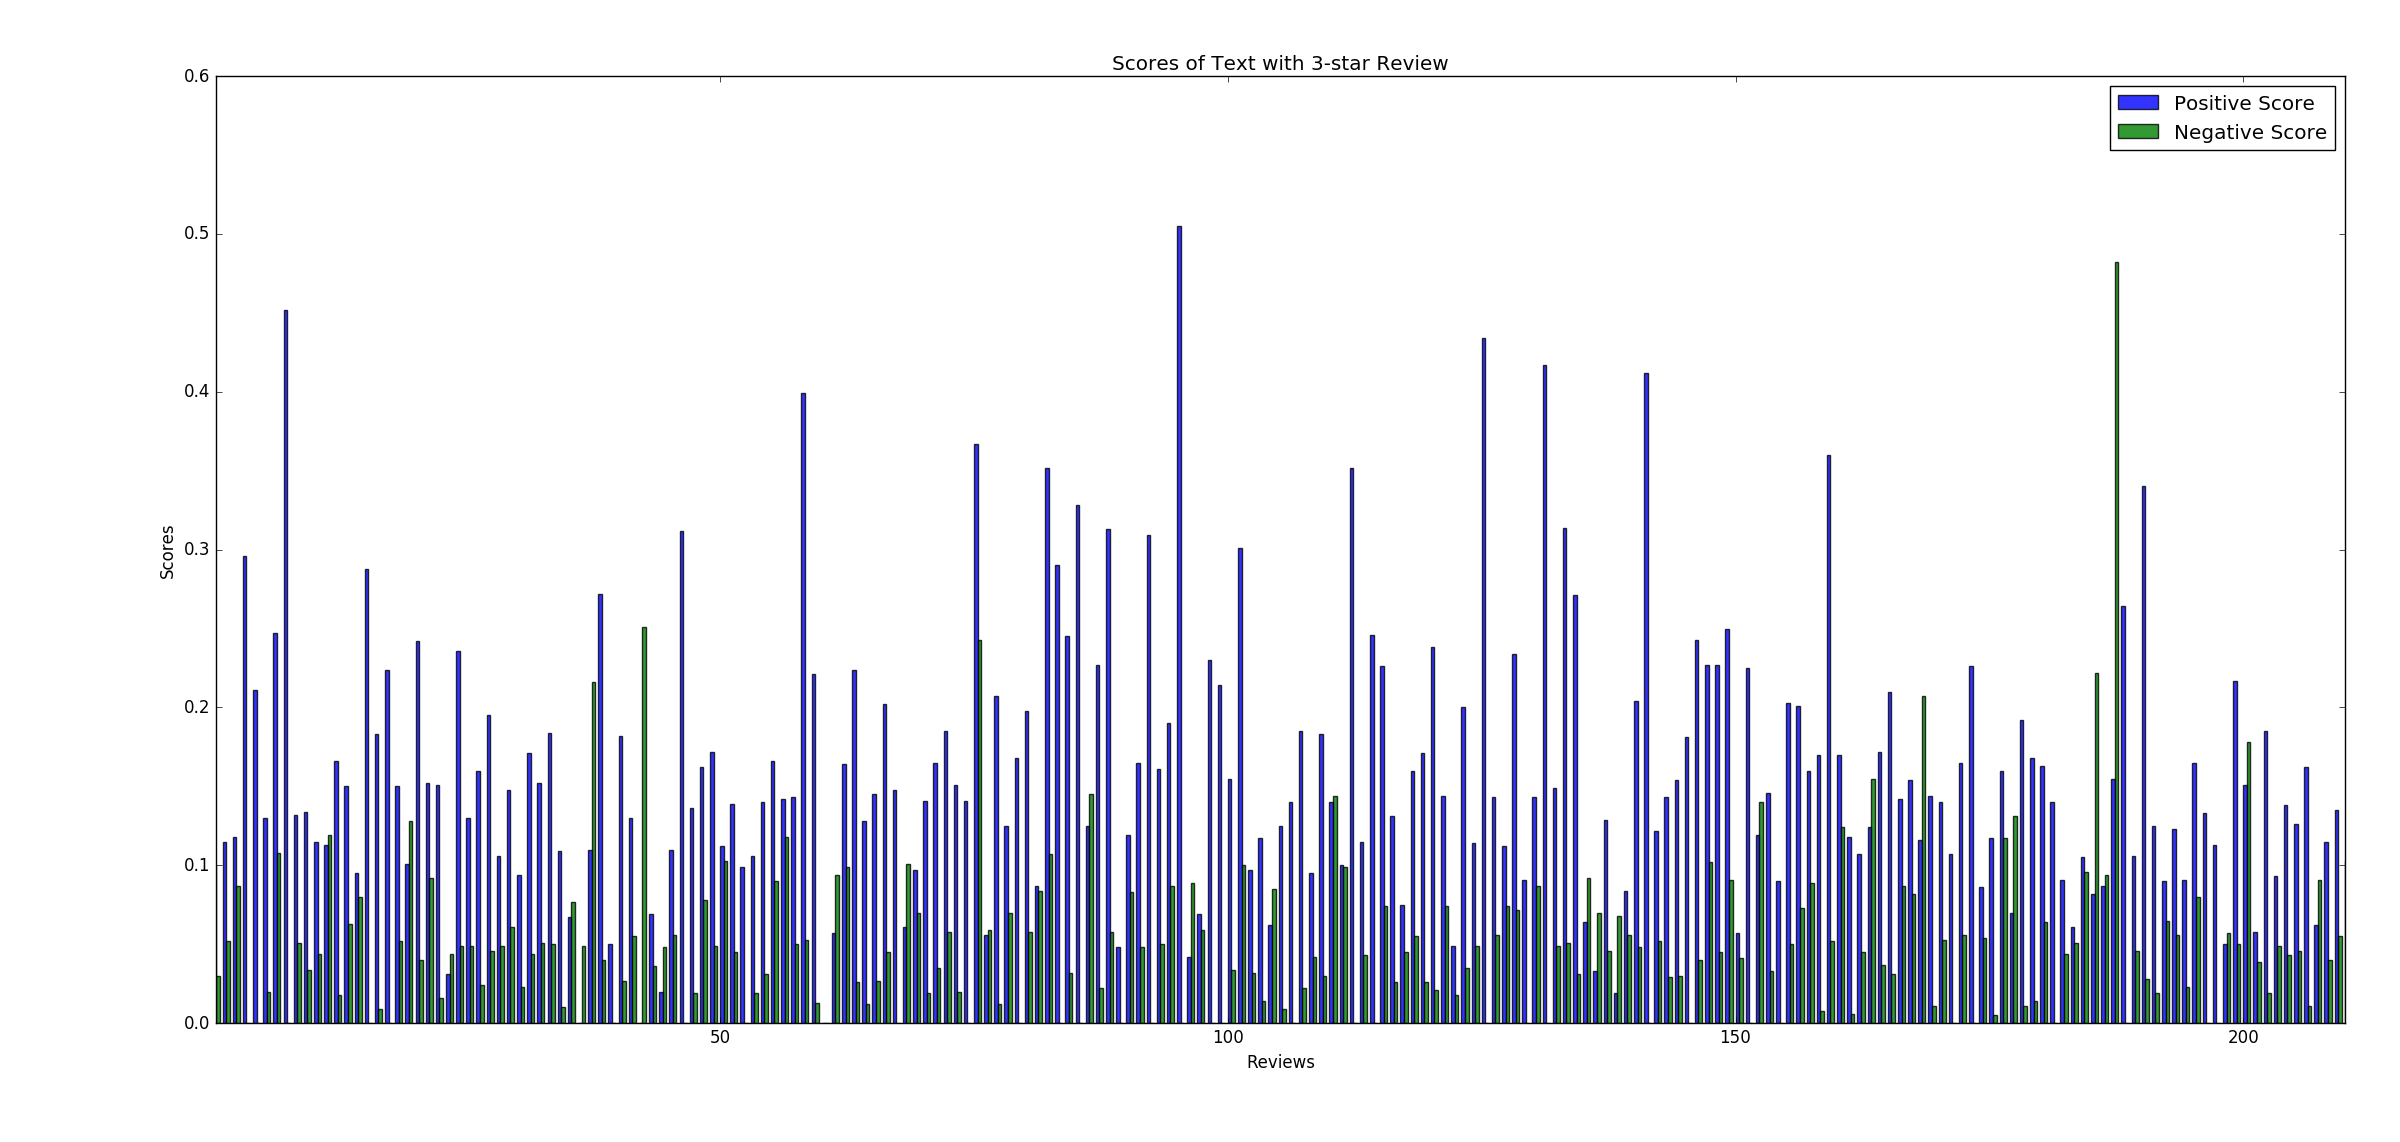 Scores of Text with 3-star Review
Positive Score
Negative Score
0.6
0.5
0.4
0.3
0.2
0.1
0.0
Scores
50
100
150
200
Reviews